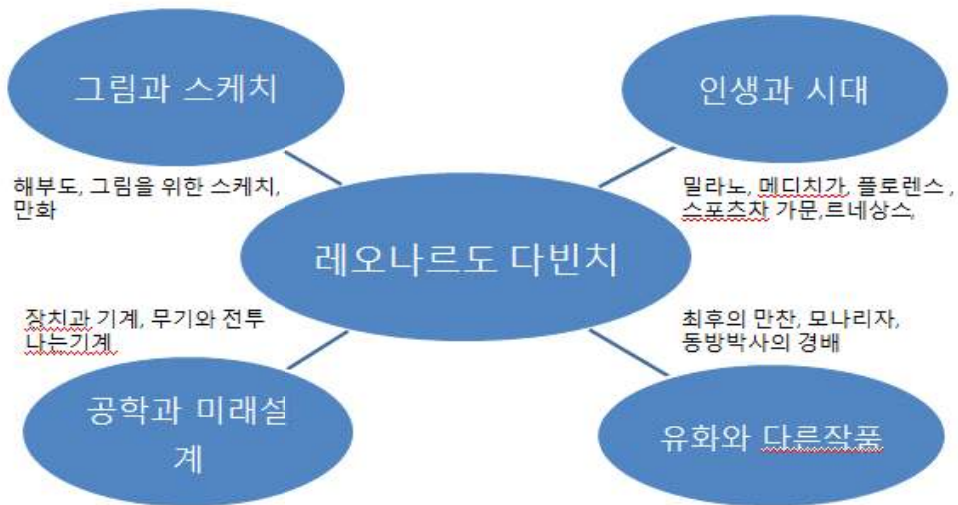 그림과 스케치
인생과 시대
해부도, 그림을 위한 스케치,
만화
밀라노, 메디치가, 플로렌스 ,
스포츠차 가문,르네상스,
레오나르도 다빈치
장치과 기계, 무기와 전투
나는기계
최후의 만찬, 모나리자,
동방박사의 경배
공학과 미래설
계
유화와 다른작품